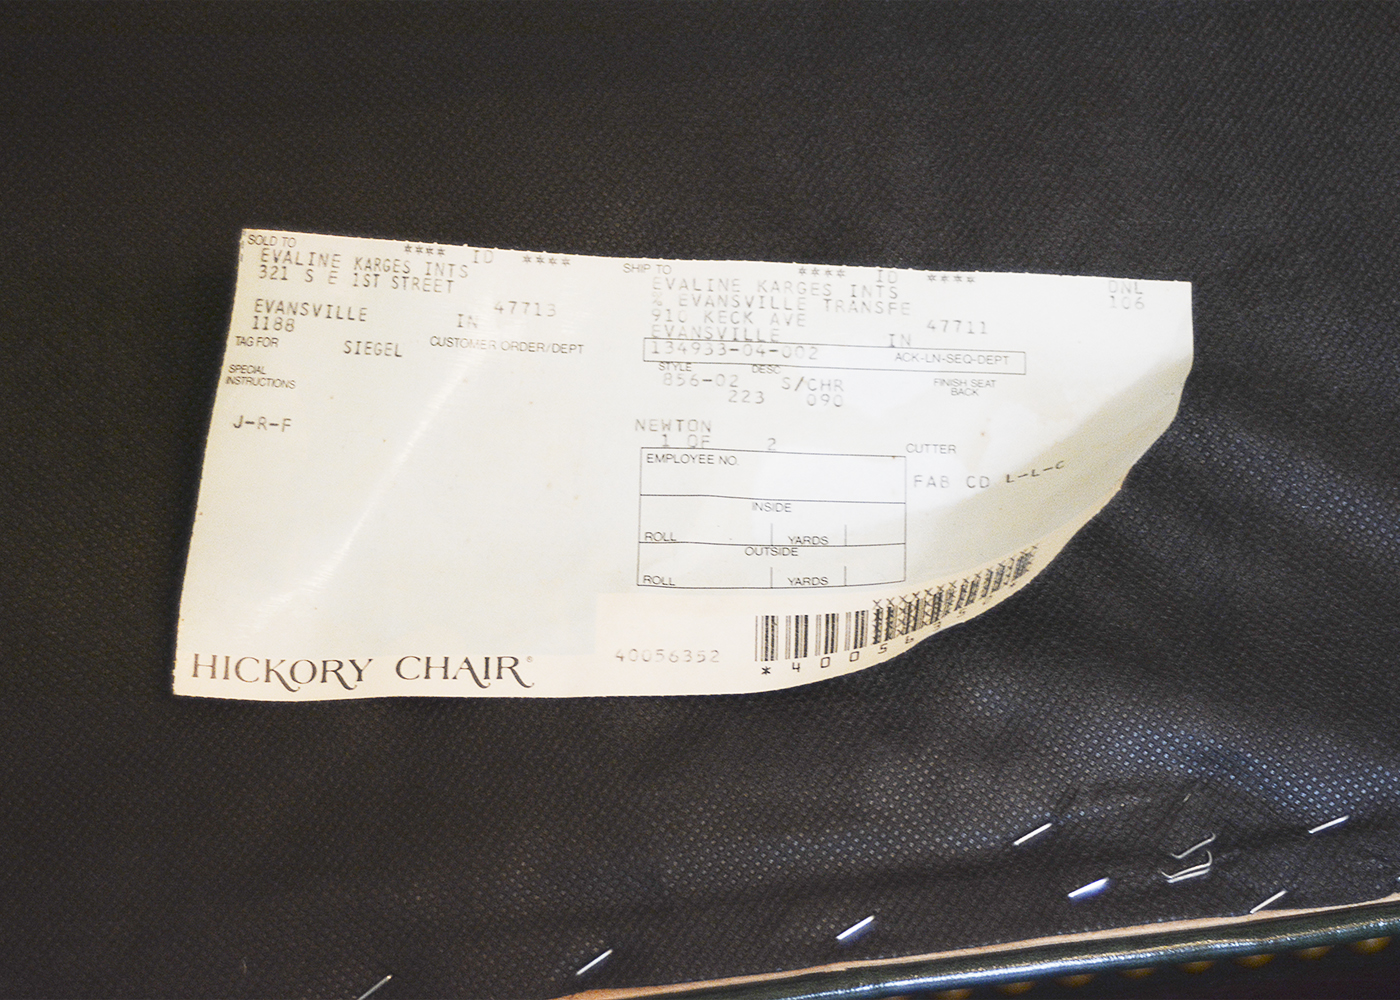 SOLD TO
**** ID ****
EVALINE KARGES INTS
321 S E 1ST STREET
EVANSVILLE IN 47713
1188
TAG FOR SIEGEL CUSTOMER ORDER/DEPT
SPECIAL
INSTRUCTIONS
J-R-F
SHIP TO
**** ID ****
EVALINE KARGES INTS
% EVANSVILLE TRANSFE
910 KECK AVE
EVANSVILLE IN 47711
106
134933-04-002 ACK-LN-SEQ-DEPT
STYLE DESC
856-02 S/CHR
223 090
FINISH SEAT
BACK
NEWTON
1 OF 2
EMPLOYEE NO.
INSIDE
ROLL YARDS
OUTSIDE
ROLL YARDS
CUTTER
FAB CD L-L-C
HICKORY CHAIR®
40056352